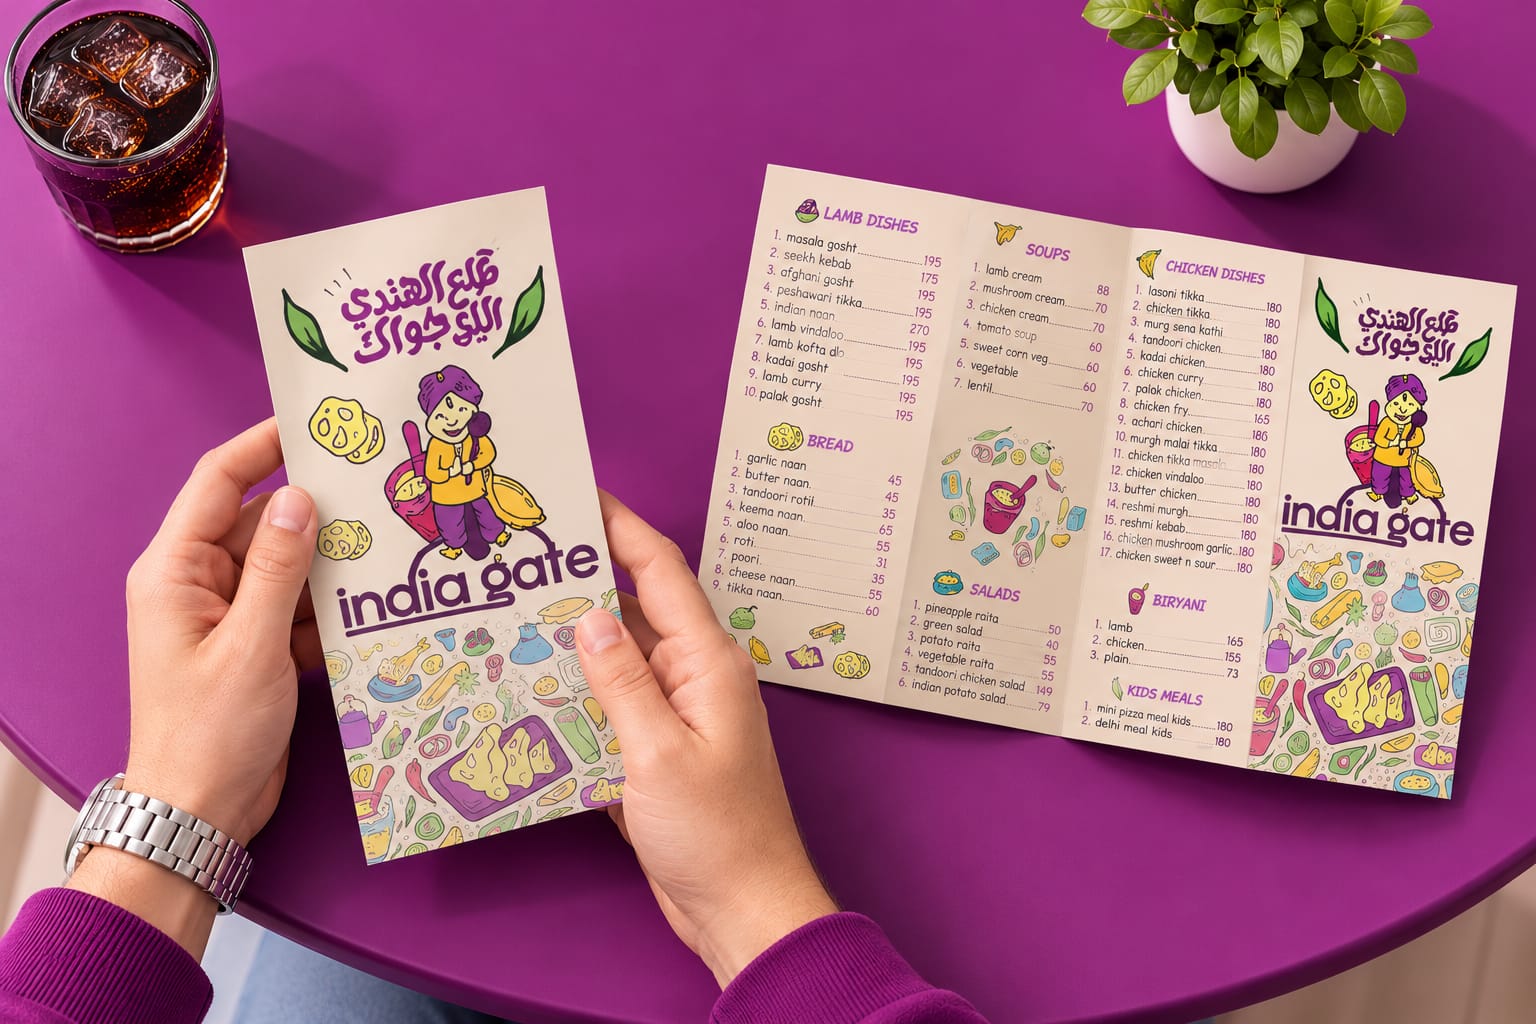 طلع الهندي
اللي جواك
india gate
LAMB DISHES
1. masala gosht 195
2. seekh kebab 175
3. afghani gosht 195
4. peshawari tikka 195
5. indian naan 270
6. lamb vindaloo 195
7. lamb kofta 195
8. kadai gosht 195
9. lamb curry 195
10. palak gosht 195
BREAD
1. garlic naan 45
2. butter naan 45
3. tandoori rotil 35
4. keema naan 65
5. aloo naan 55
6. roti 31
7. poori 35
8. cheese naan 55
9. tikka naan 60
SOUPS
1. lamb cream 88
2. mushroom cream 70
3. chicken cream 70
4. tomato soup 60
5. sweet corn veg 60
6. vegetable 60
7. lentil 70
SALADS
1. pineapple raita 50
2. green salad 40
3. potato raita 55
4. vegetable raita 55
5. tandoori chicken salad 149
6. indian potato salad 79
CHICKEN DISHES
1. lasoni tikka 180
2. chicken tikka 180
3. murg sena kathi 180
4. tandoori chicken 180
5. kadai chicken 180
6. chicken curry 180
7. palak chicken 180
8. chicken fry 165
9. achari chicken 186
10. murgh malai tikka 180
11. chicken tikka masala 180
12. chicken vindaloo 180
13. butter chicken 180
14. reshmi murgh 180
15. reshmi kebab 180
16. chicken mushroom garlic 180
17. chicken sweet n sour 180
BIRYANI
1. lamb 165
2. chicken 155
3. plain 73
KIDS MEALS
1. mini pizza meal kids 180
2. delhi meal kids 180
طلع الهندي
اللي جواك
india gate